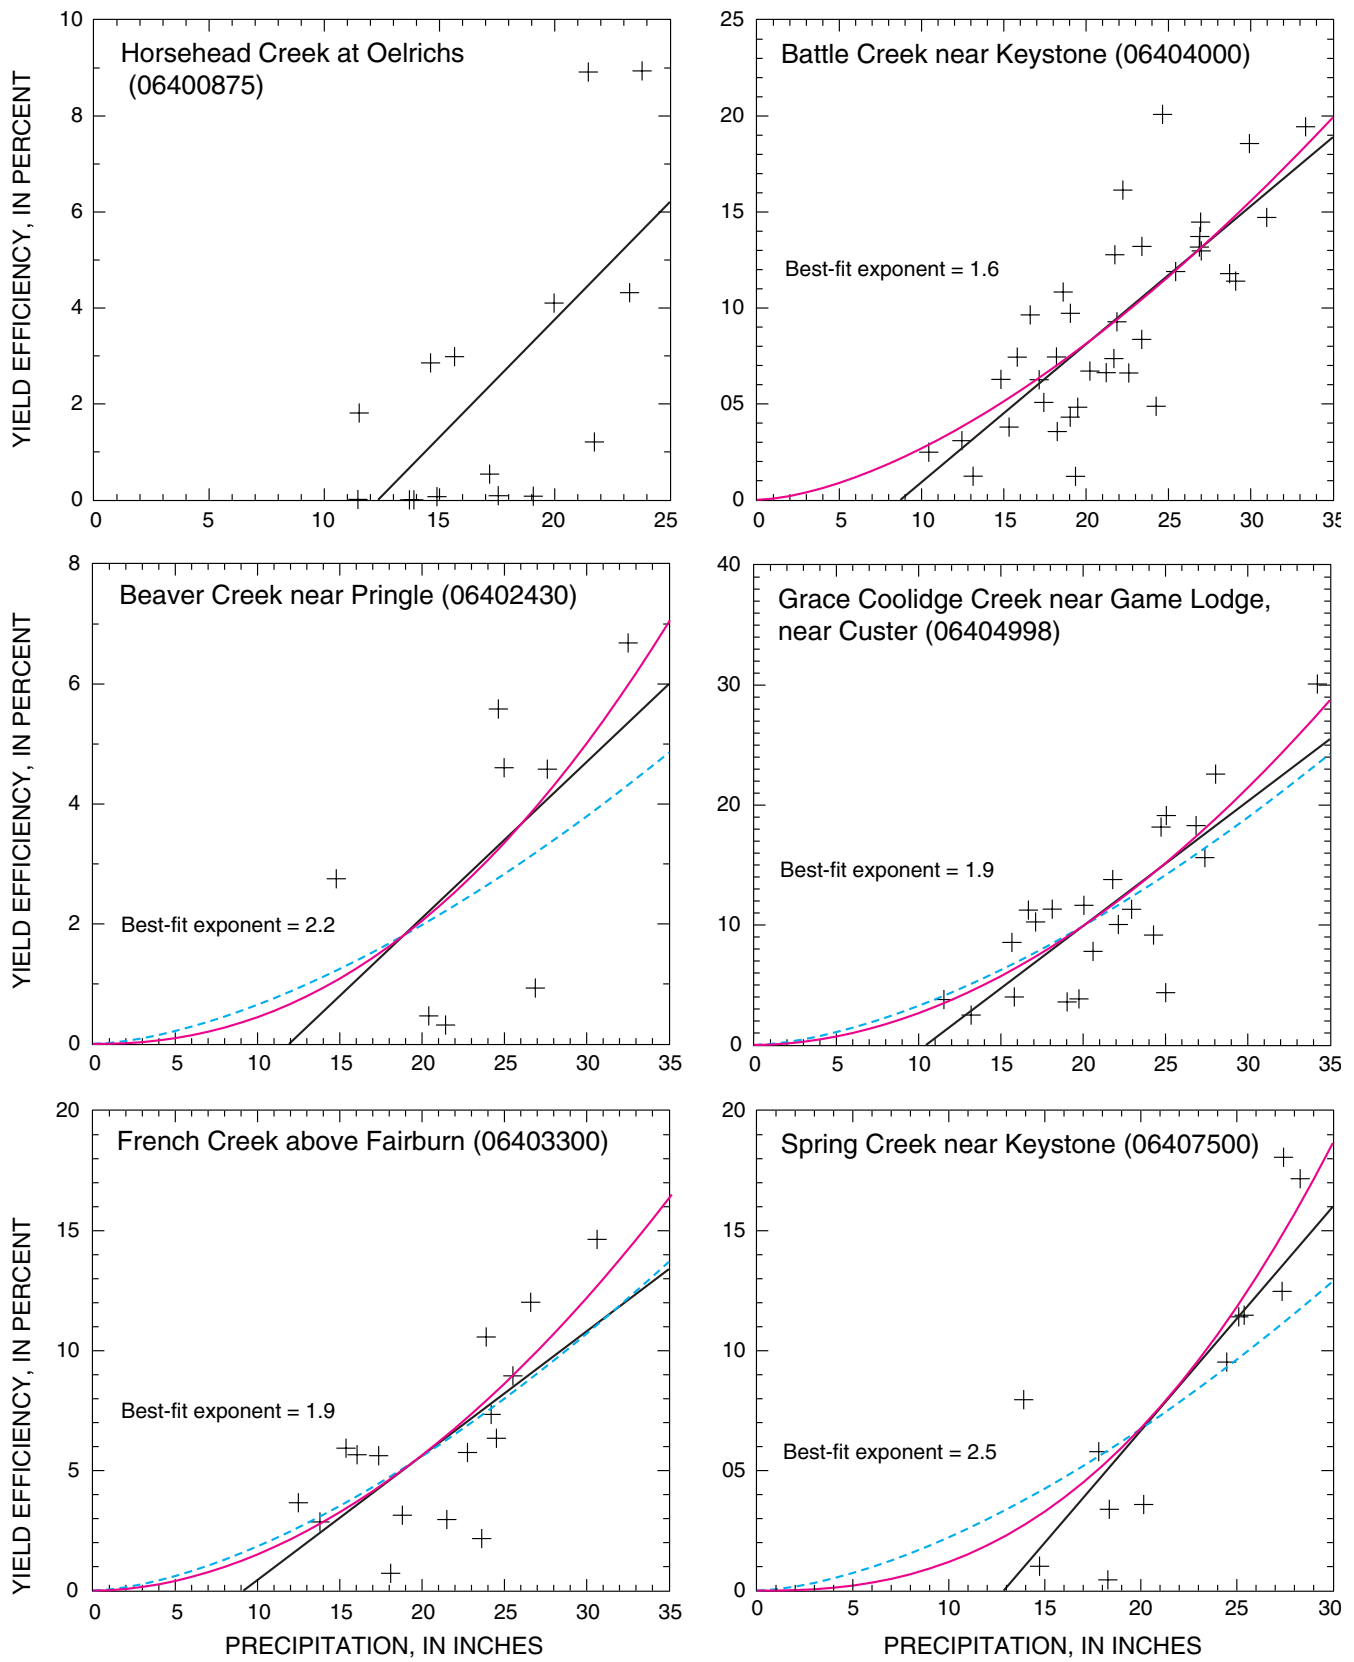 Horsehead Creek at Oelrichs
(06400875)
YIELD EFFICIENCY, IN PERCENT
10
8
6
4
2
0
0 5 10 15 20 25
Battle Creek near Keystone (06404000)
Best-fit exponent = 1.6
25
20
15
10
05
0
0 5 10 15 20 25 30 35
Beaver Creek near Pringle (06402430)
Best-fit exponent = 2.2
YIELD EFFICIENCY, IN PERCENT
8
6
4
2
0
0 5 10 15 20 25 30 35
Grace Coolidge Creek near Game Lodge,
near Custer (06404998)
Best-fit exponent = 1.9
40
30
20
10
0
0 5 10 15 20 25 30 35
French Creek above Fairburn (06403300)
Best-fit exponent = 1.9
YIELD EFFICIENCY, IN PERCENT
20
15
10
5
0
0 5 10 15 20 25 30 35
PRECIPITATION, IN INCHES
Spring Creek near Keystone (06407500)
Best-fit exponent = 2.5
20
15
10
05
0
0 5 10 15 20 25 30
PRECIPITATION, IN INCHES